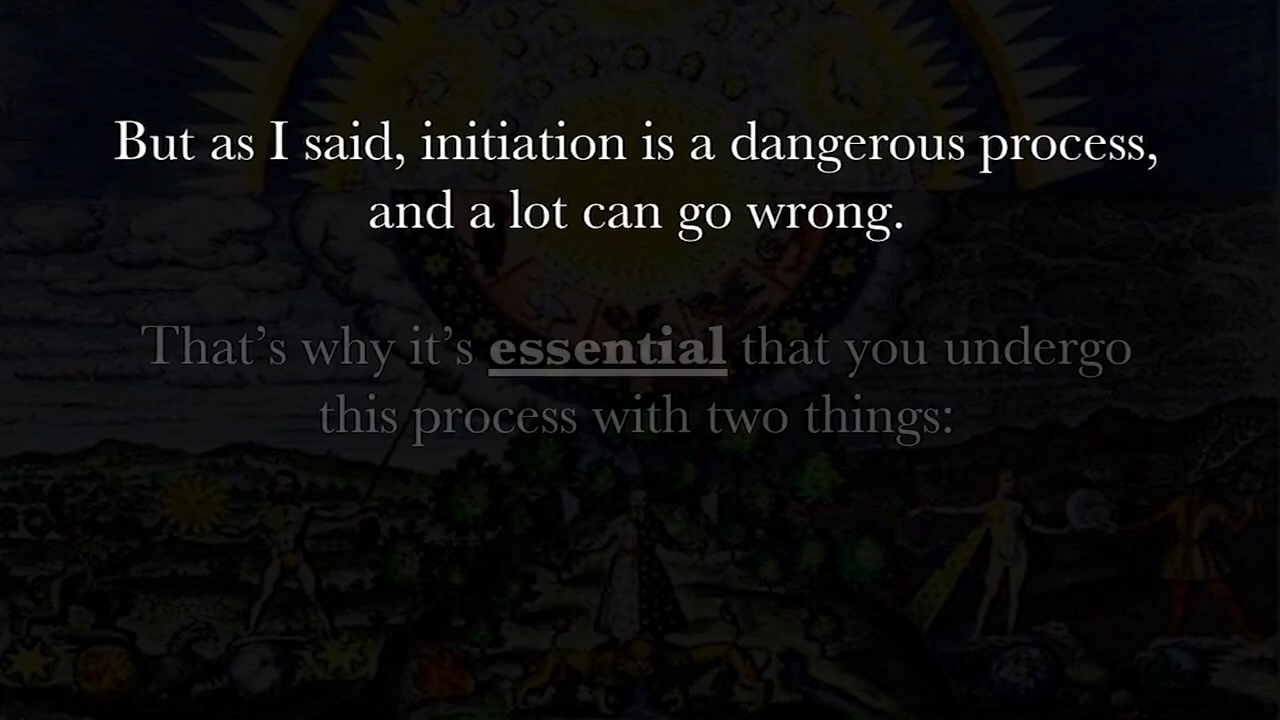 But as I said, initiation is a dangerous process,
and a lot can go wrong.
That’s why it’s essential that you undergo
this process with two things: